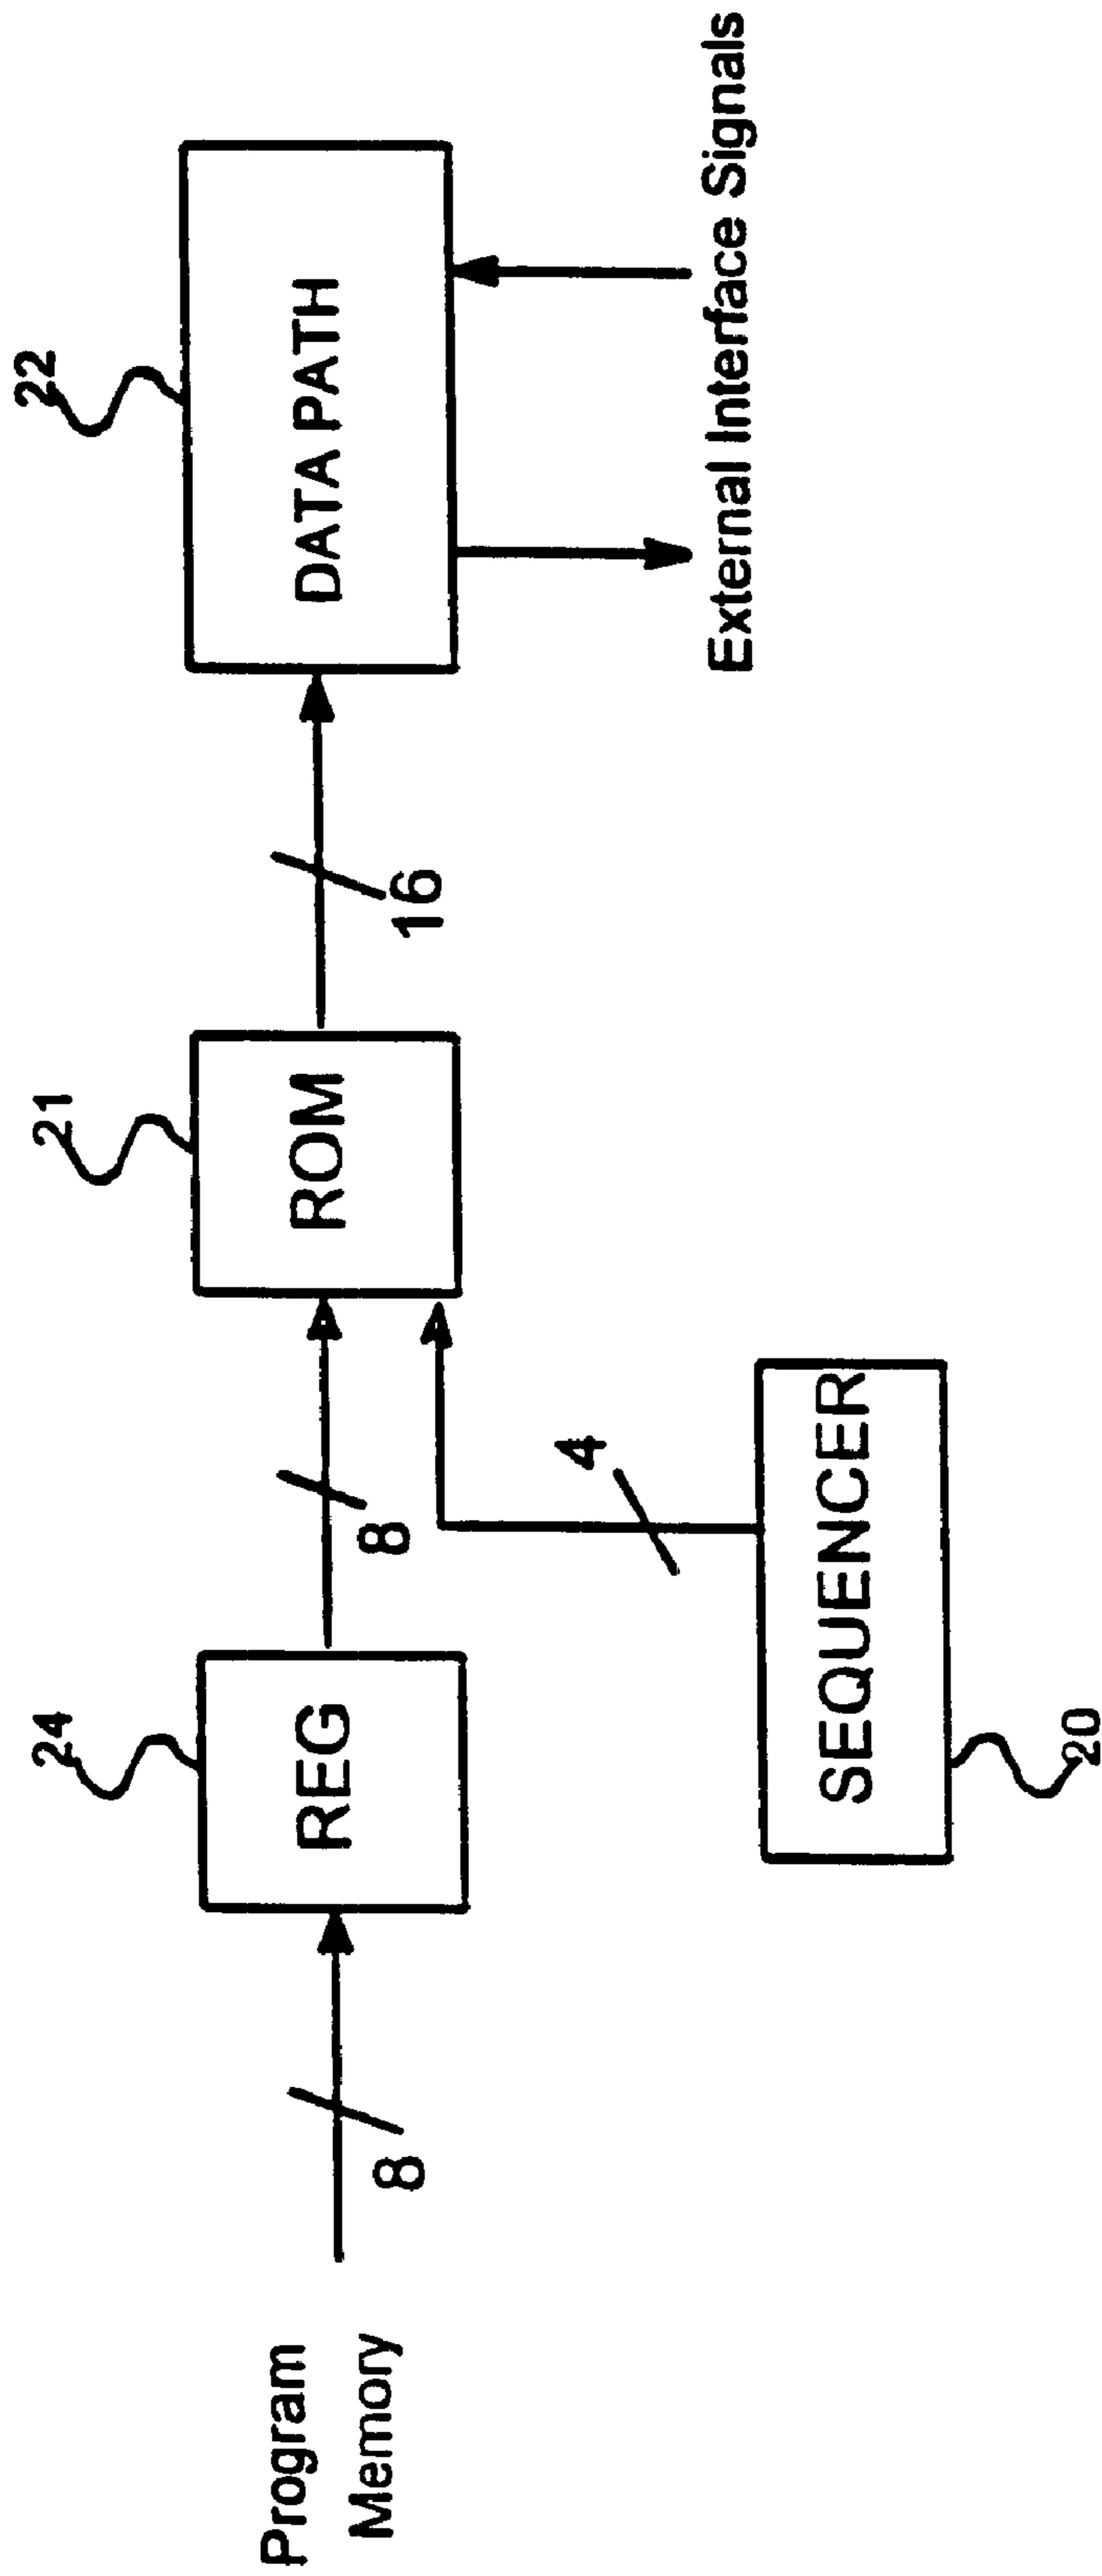 22
21
24
DATA PATH
ROM
REG
Program
Memory
16
8
8
4
External Interface Signals
SEQUENCER
20